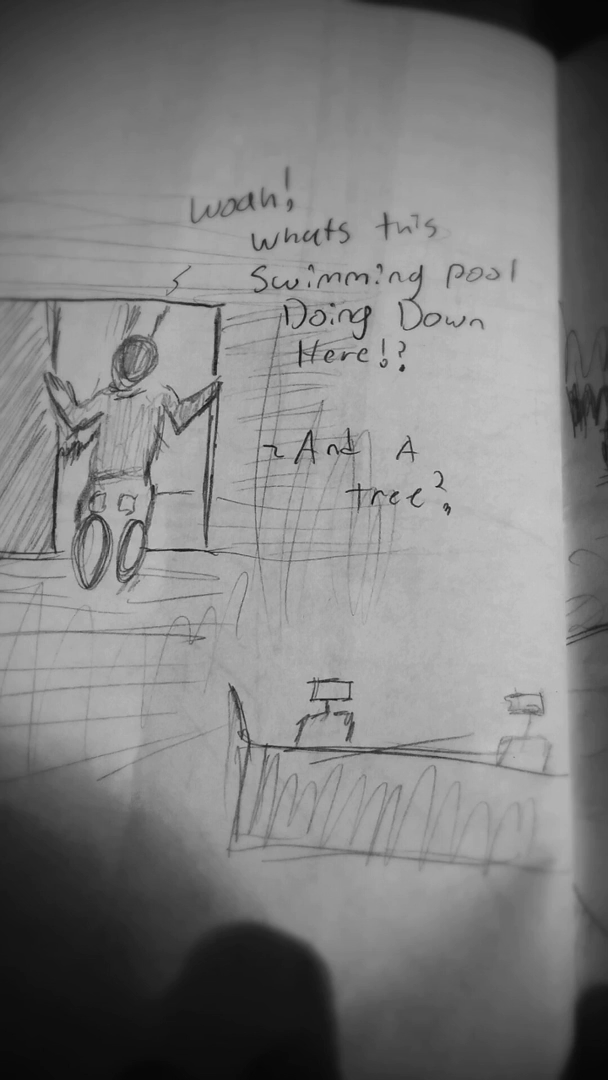 Woah!
Whats this
Swimming pool
Doing Down
Here!?
~And A
tree?